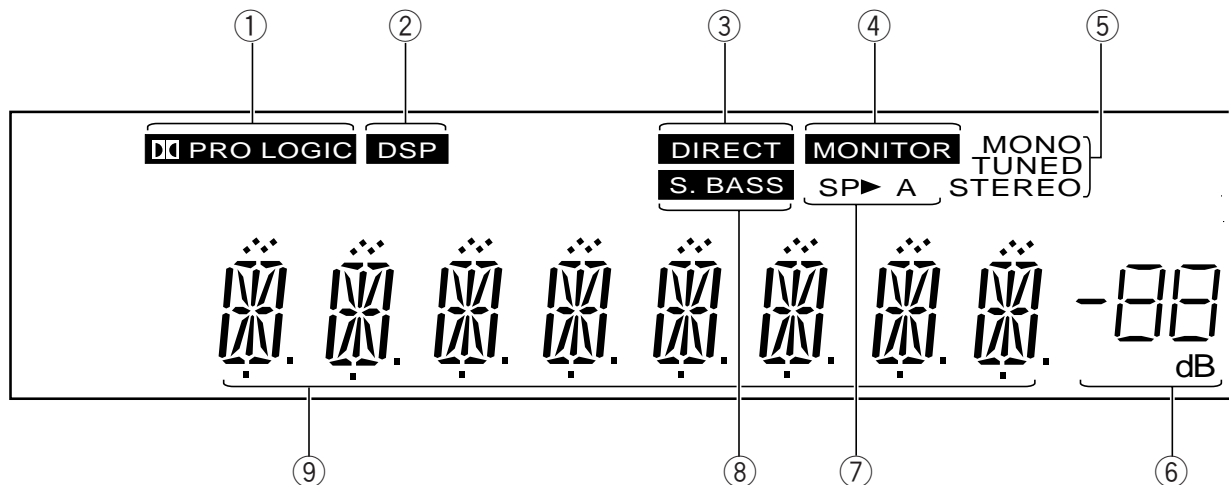 ① ② ③ ④ ⑤
PRO LOGIC DSP DIRECT MONITOR MONO
TUNED
S. BASS SP► A STEREO
-88
dB
⑨ ⑧ ⑦ ⑥